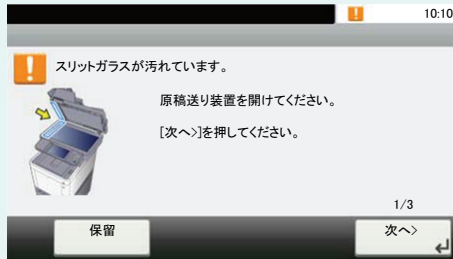 10:10
スリットガラスが汚れています。
原稿送り装置を開けてください。
[次へ>]を押してください。
1/3
保留
次へ>